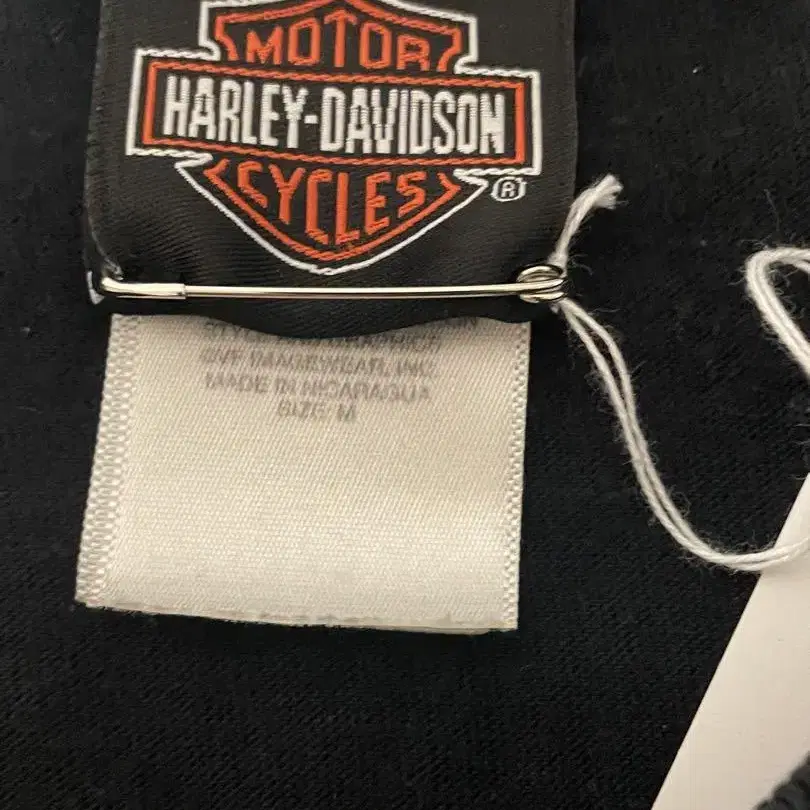 MOTOR
HARLEY-DAVIDSON
CYCLES
®
©VF IMAGEWEAR, INC.
MADE IN NICARAGUA
SIZE: M